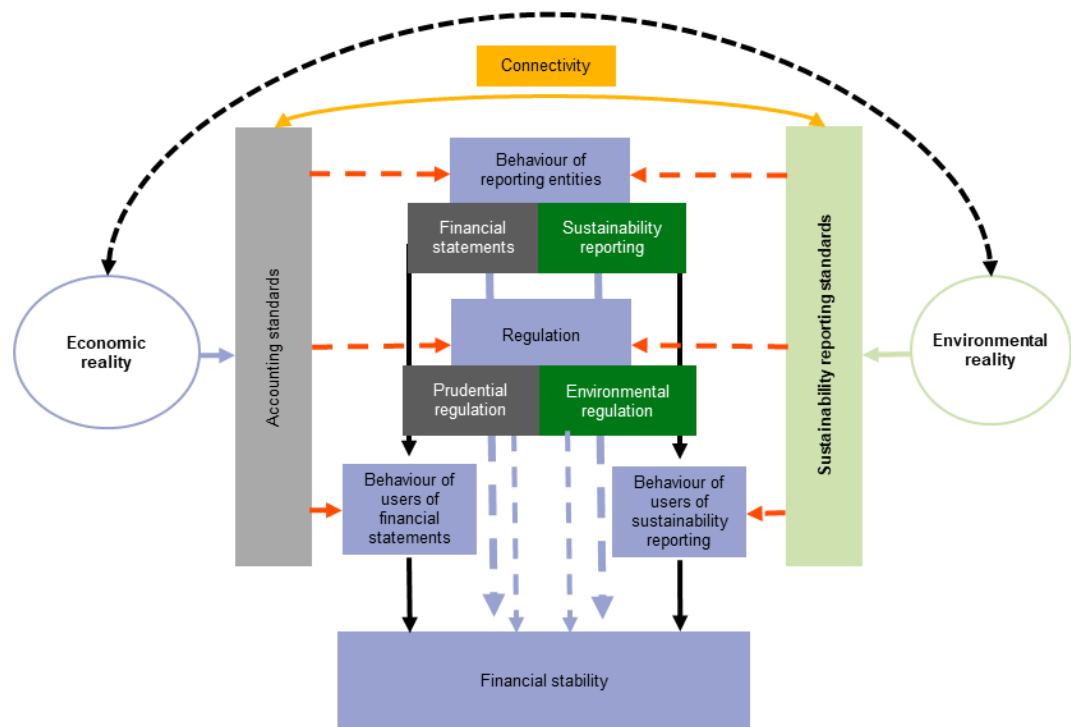 Connectivity
Behaviour of
reporting entities
Financial
statements
Sustainability
reporting
Accounting standards
Sustainability reporting standards
Economic
reality
Environmental
reality
Regulation
Prudential
regulation
Environmental
regulation
Behaviour of
users of
financial
statements
Behaviour of
users of
sustainability
reporting
Financial stability